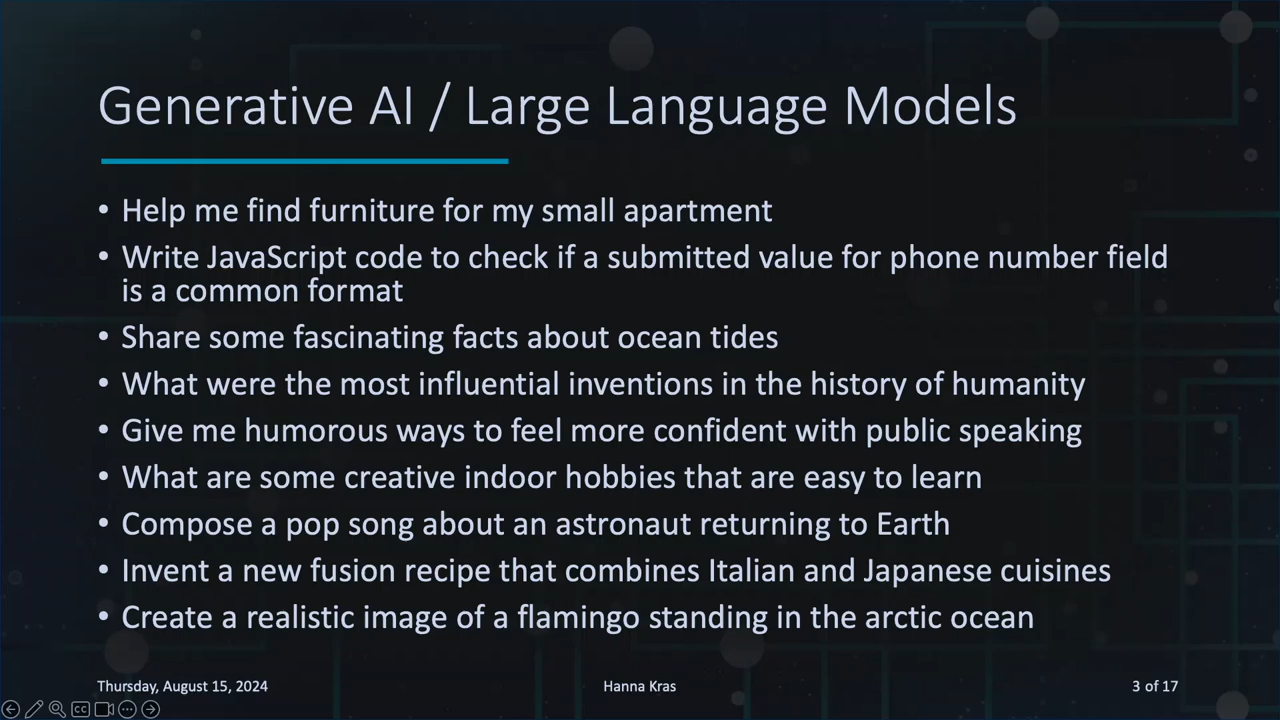 Generative AI / Large Language Models
• Help me find furniture for my small apartment
• Write JavaScript code to check if a submitted value for phone number field
is a common format
• Share some fascinating facts about ocean tides
• What were the most influential inventions in the history of humanity
• Give me humorous ways to feel more confident with public speaking
• What are some creative indoor hobbies that are easy to learn
• Compose a pop song about an astronaut returning to Earth
• Invent a new fusion recipe that combines Italian and Japanese cuisines
• Create a realistic image of a flamingo standing in the arctic ocean
Thursday, August 15, 2024
Hanna Kras
3 of 17
CC